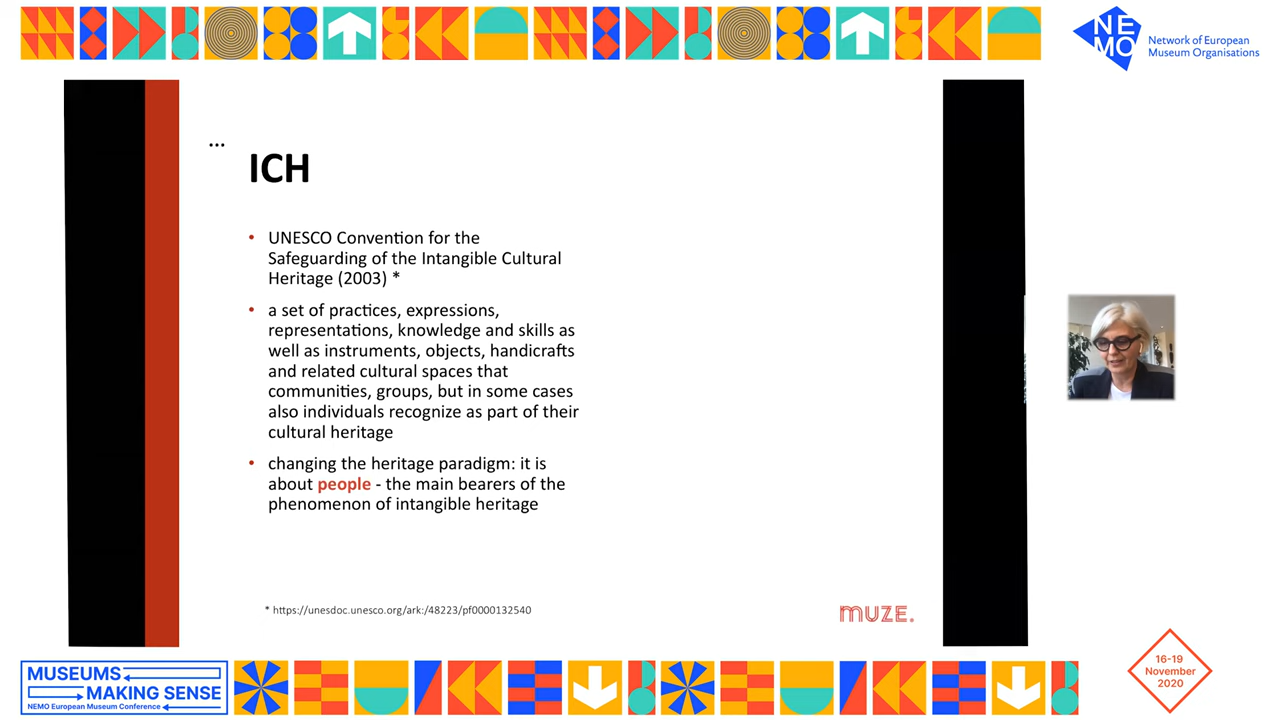 NE
MO
Network of European
Museum Organisations
...
ICH
• UNESCO Convention for the
Safeguarding of the Intangible Cultural
Heritage (2003) *
• a set of practices, expressions,
representations, knowledge and skills as
well as instruments, objects, handicrafts
and related cultural spaces that
communities, groups, but in some cases
also individuals recognize as part of their
cultural heritage
• changing the heritage paradigm: it is
about people - the main bearers of the
phenomenon of intangible heritage
* https://unesdoc.unesco.org/ark:/48223/pf0000132540
MUZE.
MUSEUMS
MAKING SENSE
NEMO European Museum Conference
16-19
November
2020